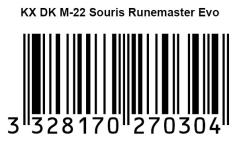 KX DK M-22 Souris Runemaster Evo
3 328170 270304